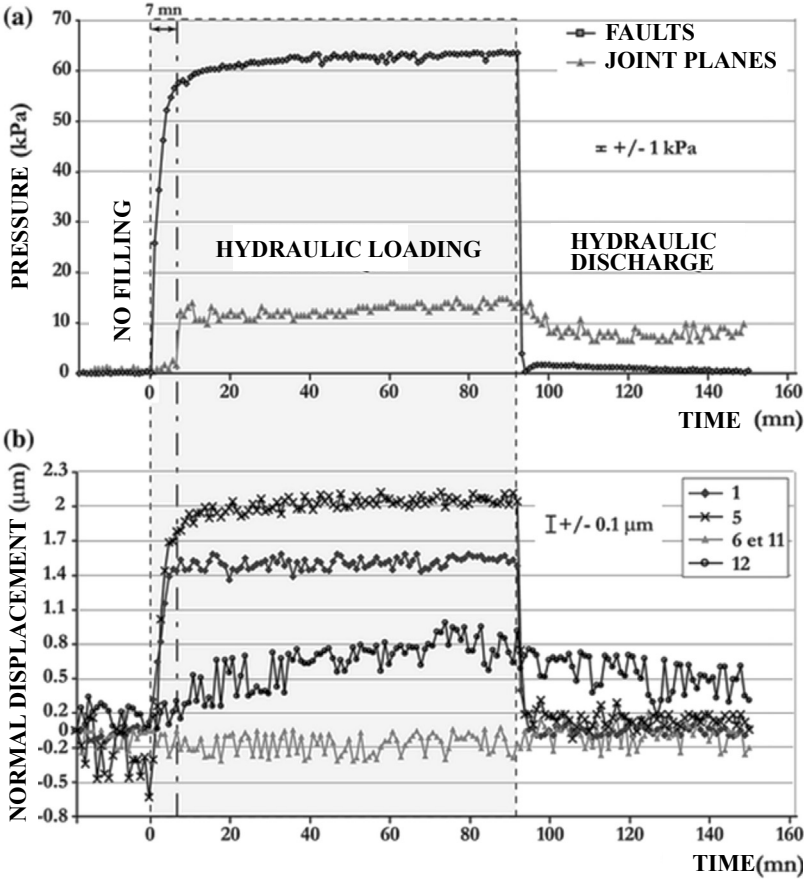 (a)
7 mn
70
60
50
40
30
20
10
0
PRESSURE (kPa)
FAULTS
JOINT PLANES
+/- 1 kPa
NO FILLING
HYDRAULIC LOADING
HYDRAULIC
DISCHARGE
0 20 40 60 80 100 120 140 160
TIME (mn)
(b)
2.3
2
1.7
1.4
1.1
0.8
0.5
0.2
0
-0.2
-0.5
-0.8
NORMAL DISPLACEMENT (μm)
+/- 0.1 μm
1
5
6 et 11
12
0 20 40 60 80 100 120 140 160
TIME (mn)